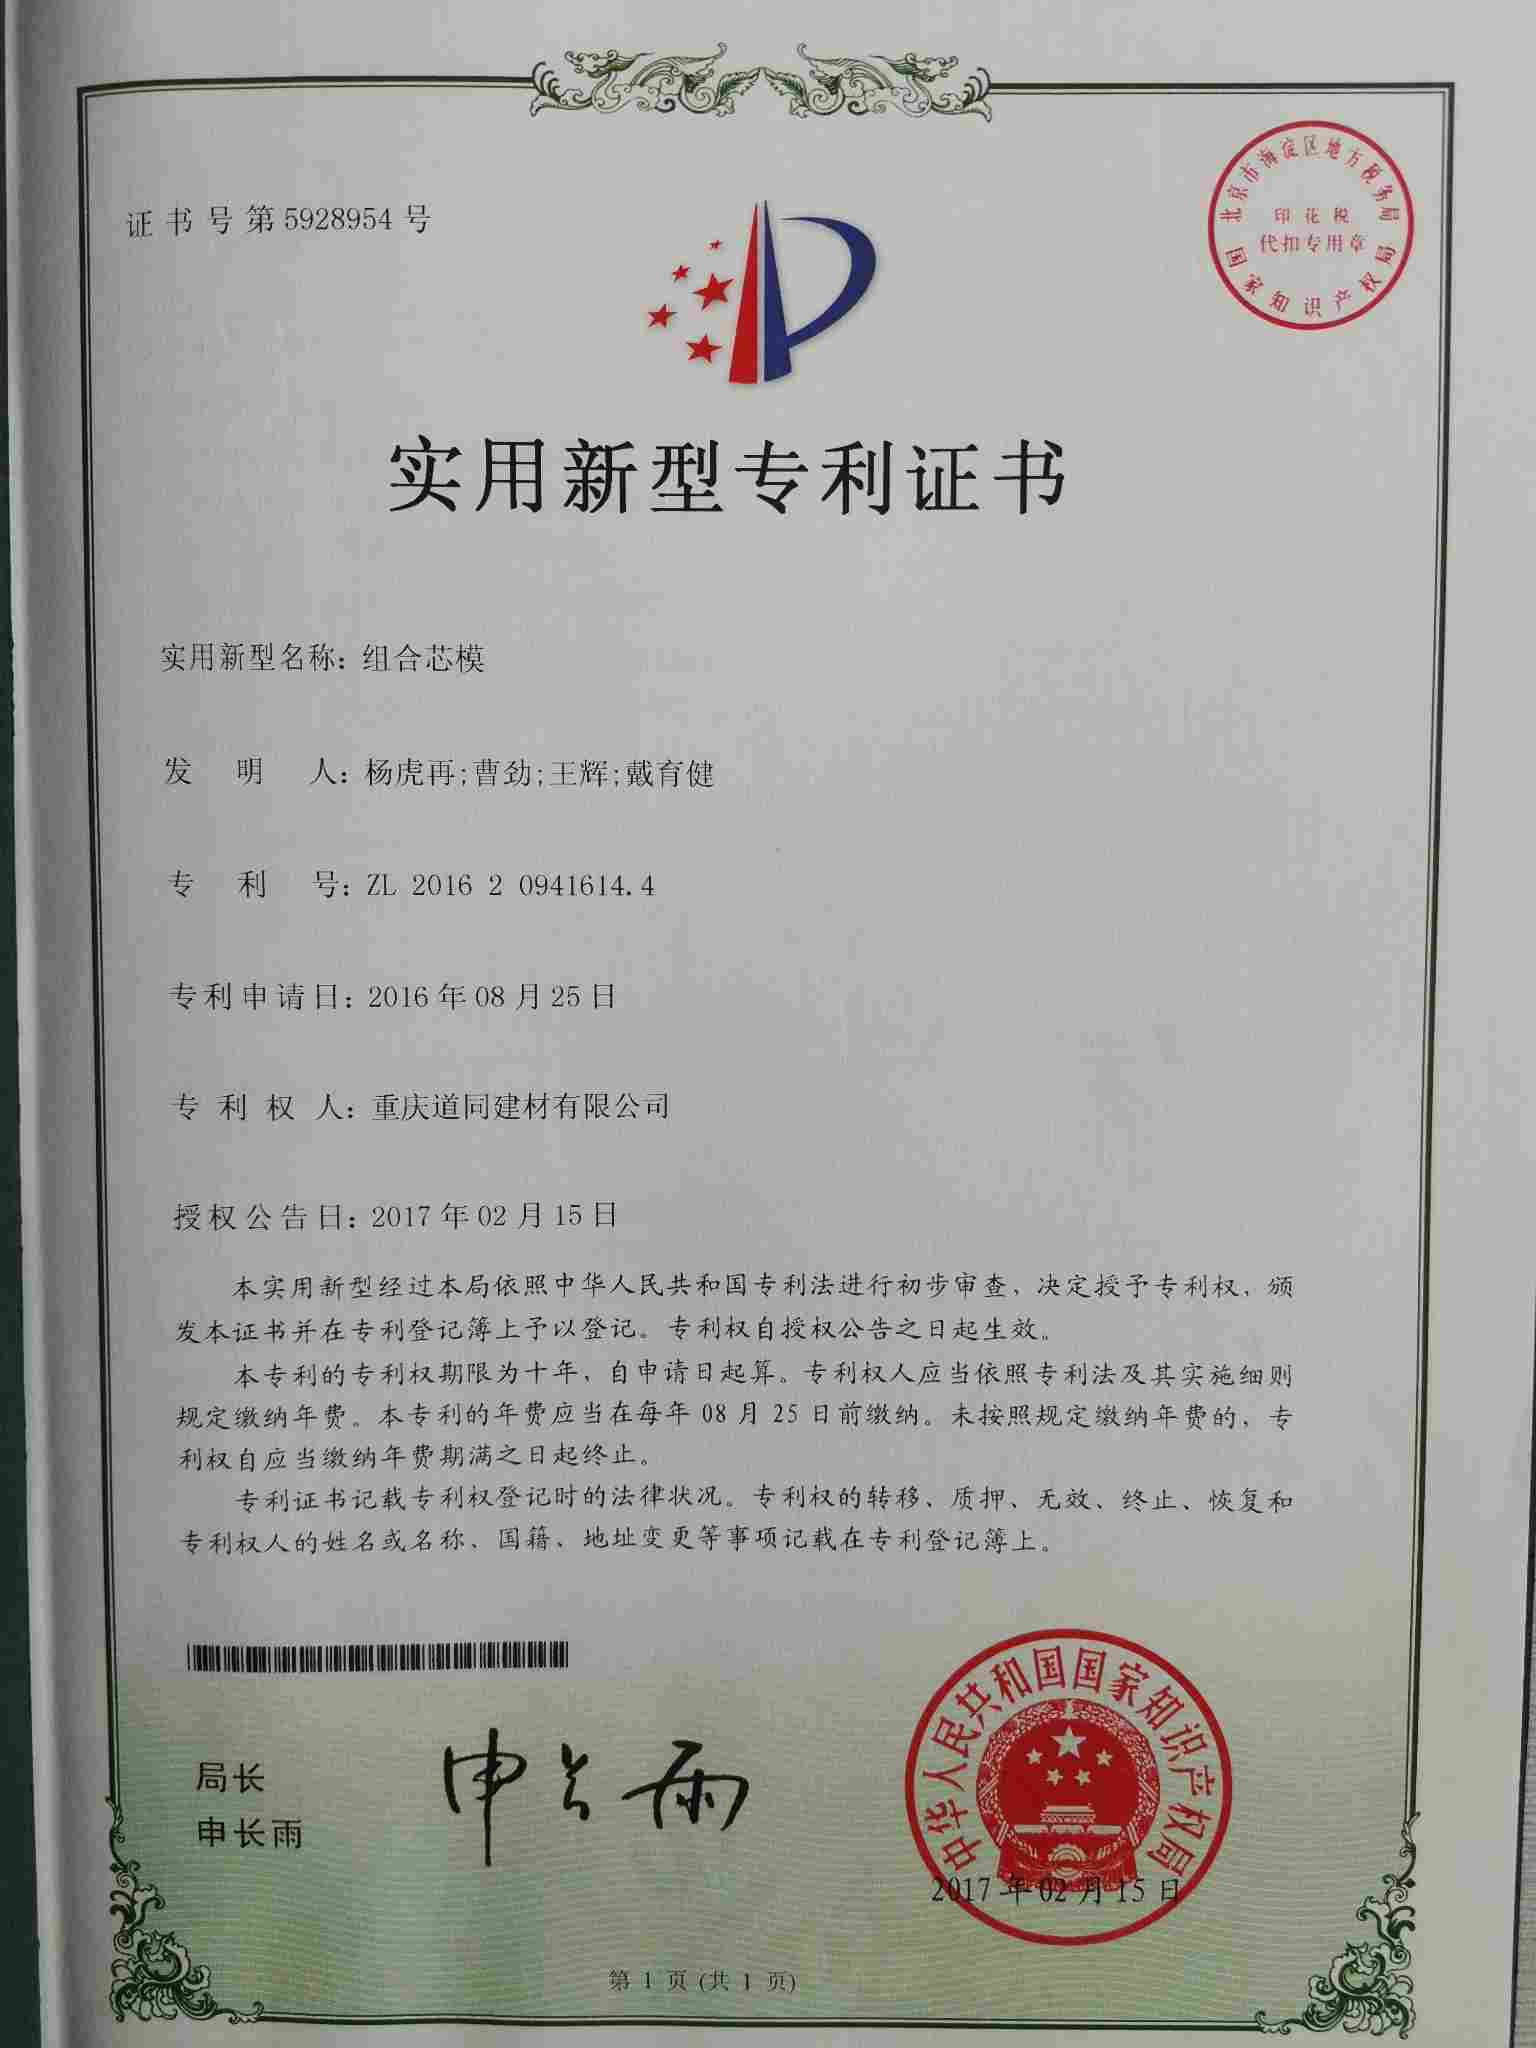 证书号第5928954号
北京市海淀区地方税务局
印花税
代扣专用章
国家知识产权局
实用新型专利证书
实用新型名称：组合芯模
发明人：杨虎再;曹劲;王辉;戴育健
专利号：ZL 2016 2 0941614.4
专利申请日：2016年08月25日
专利权人：重庆道同建材有限公司
授权公告日：2017年02月15日
本实用新型经过本局依照中华人民共和国专利法进行初步审查，决定授予专利权，颁
发本证书并在专利登记簿上予以登记。专利权自授权公告之日起生效。
本专利的专利权期限为十年，自申请日起算。专利权人应当依照专利法及其实施细则
规定缴纳年费。本专利的年费应当在每年08月25日前缴纳。未按照规定缴纳年费的，专
利权自应当缴纳年费期满之日起终止。
专利证书记载专利权登记时的法律状况。专利权的转移、质押、无效、终止、恢复和
专利权人的姓名或名称、国籍、地址变更等事项记载在专利登记簿上。
局长
申长雨
申长雨
中华人民共和国国家知识产权局
2017年02月15日
第1页(共1页)